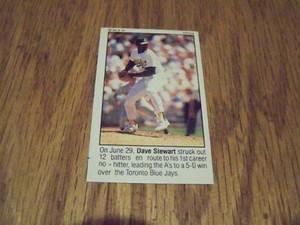 On June 29, Dave Stewart struck out
12 batters en route to his 1st career
no - hitter, leading the A's to a 5-0 win
over the Toronto Blue Jays.